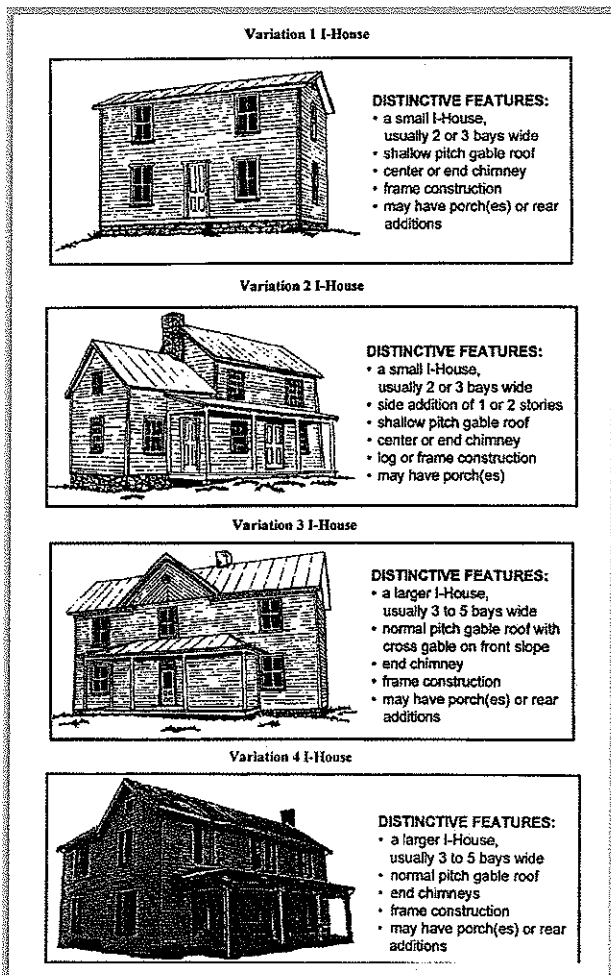 Variation 1 I-House
DISTINCTIVE FEATURES:
• a small I-House,
usually 2 or 3 bays wide
• shallow pitch gable roof
• center or end chimney
• frame construction
• may have porch(es) or rear
additions
Variation 2 I-House
DISTINCTIVE FEATURES:
• a small I-House,
usually 2 or 3 bays wide
• side addition of 1 or 2 stories
• shallow pitch gable roof
• center or end chimney
• log or frame construction
• may have porch(es)
Variation 3 I-House
DISTINCTIVE FEATURES:
• a larger I-House,
usually 3 to 5 bays wide
• normal pitch gable roof with
cross gable on front slope
• end chimney
• frame construction
• may have porch(es) or rear
additions
Variation 4 I-House
DISTINCTIVE FEATURES:
• a larger I-House,
usually 3 to 5 bays wide
• normal pitch gable roof
• end chimneys
• frame construction
• may have porch(es) or rear
additions